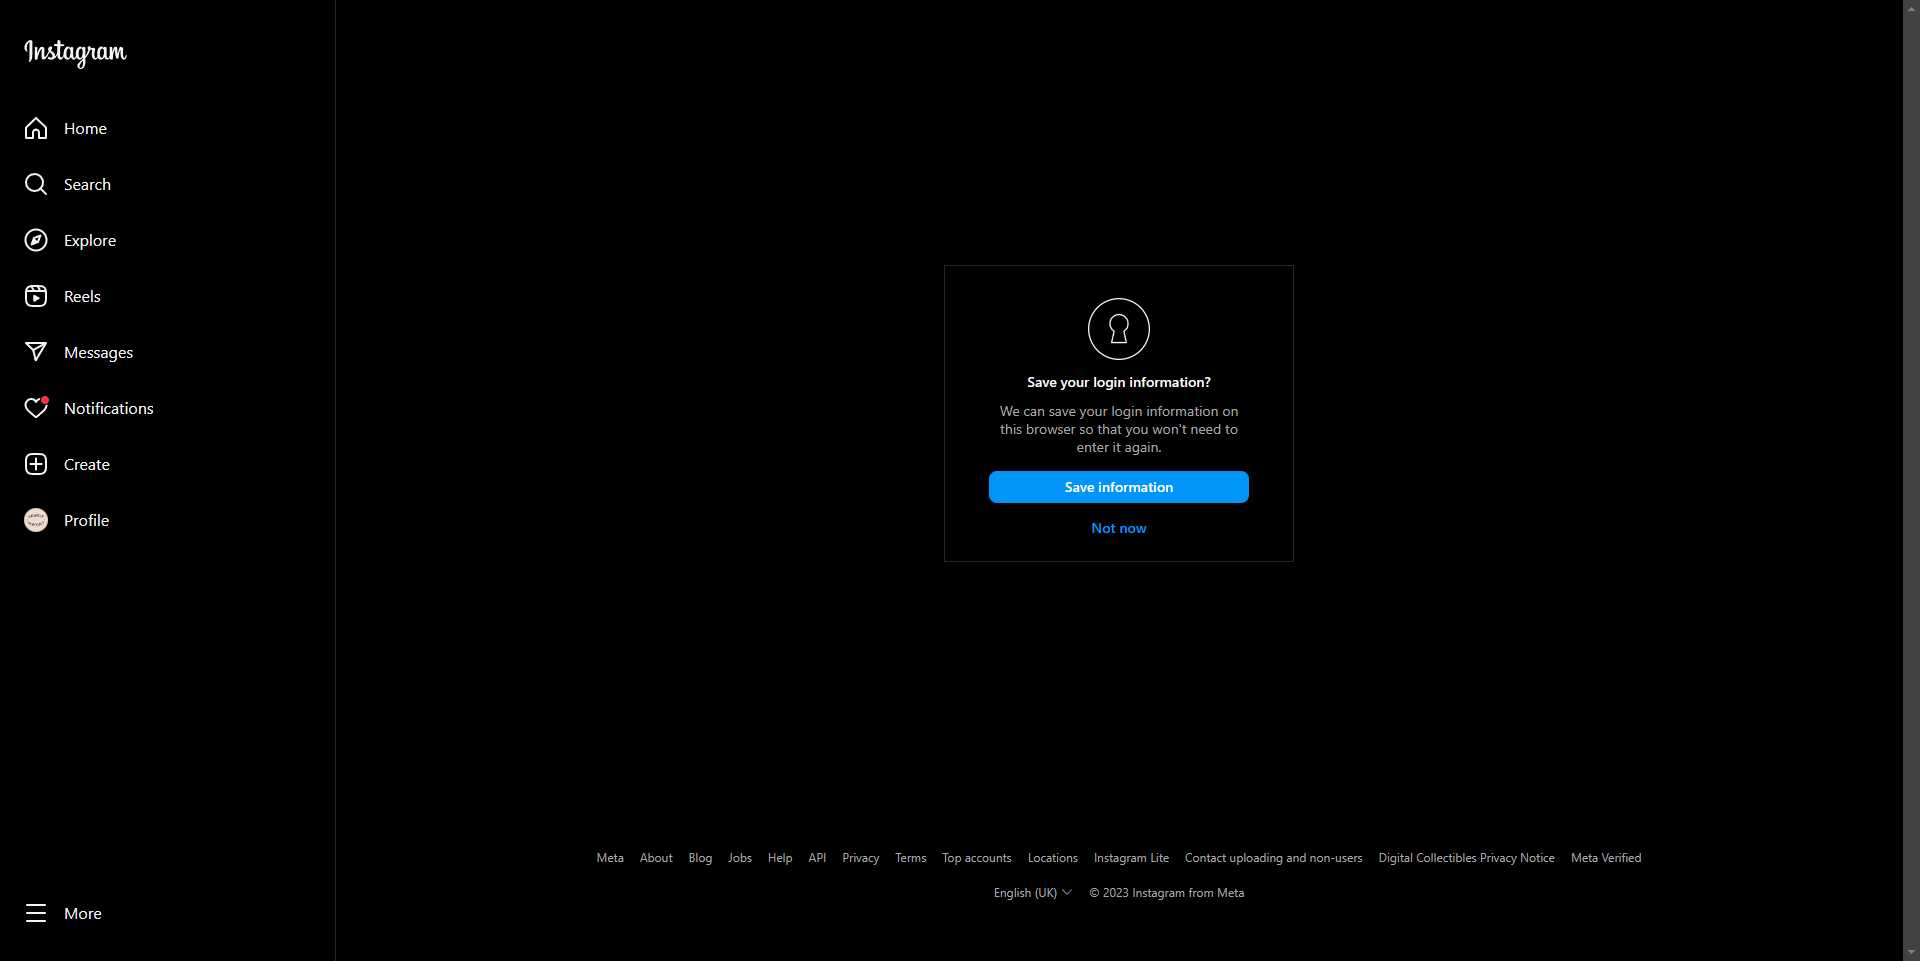 Instagram
Home
Search
Explore
Reels
Messages
Notifications
Create
Profile
More
Save your login information?
We can save your login information on
this browser so that you won't need to
enter it again.
Save information
Not now
Meta About Blog Jobs Help API Privacy Terms Top accounts Locations Instagram Lite Contact uploading and non-users Digital Collectibles Privacy Notice Meta Verified
English (UK) © 2023 Instagram from Meta